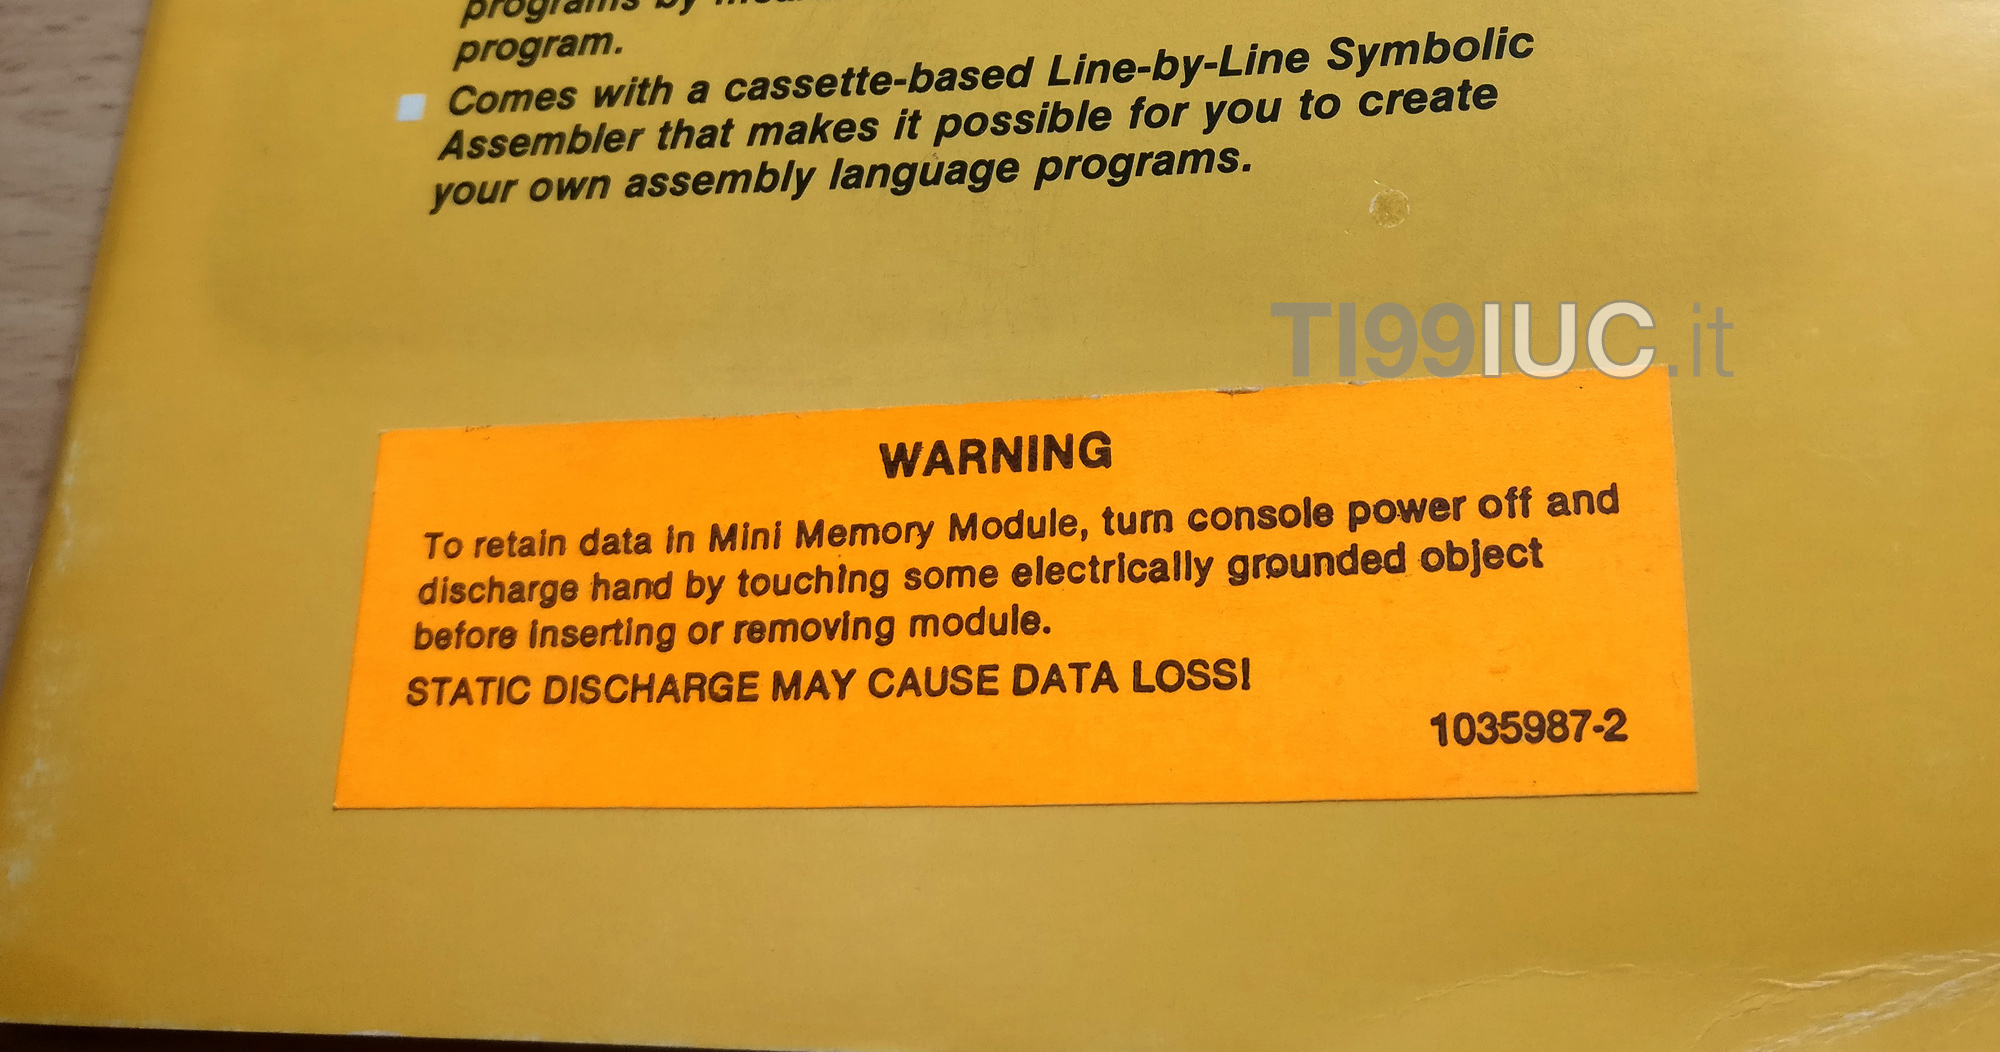 programs by
program.
Comes with a cassette-based Line-by-Line Symbolic
Assembler that makes it possible for you to create
your own assembly language programs.
TI99IUC.it
WARNING
To retain data in Mini Memory Module, turn console power off and
discharge hand by touching some electrically grounded object
before inserting or removing module.
STATIC DISCHARGE MAY CAUSE DATA LOSS!
1035987-2